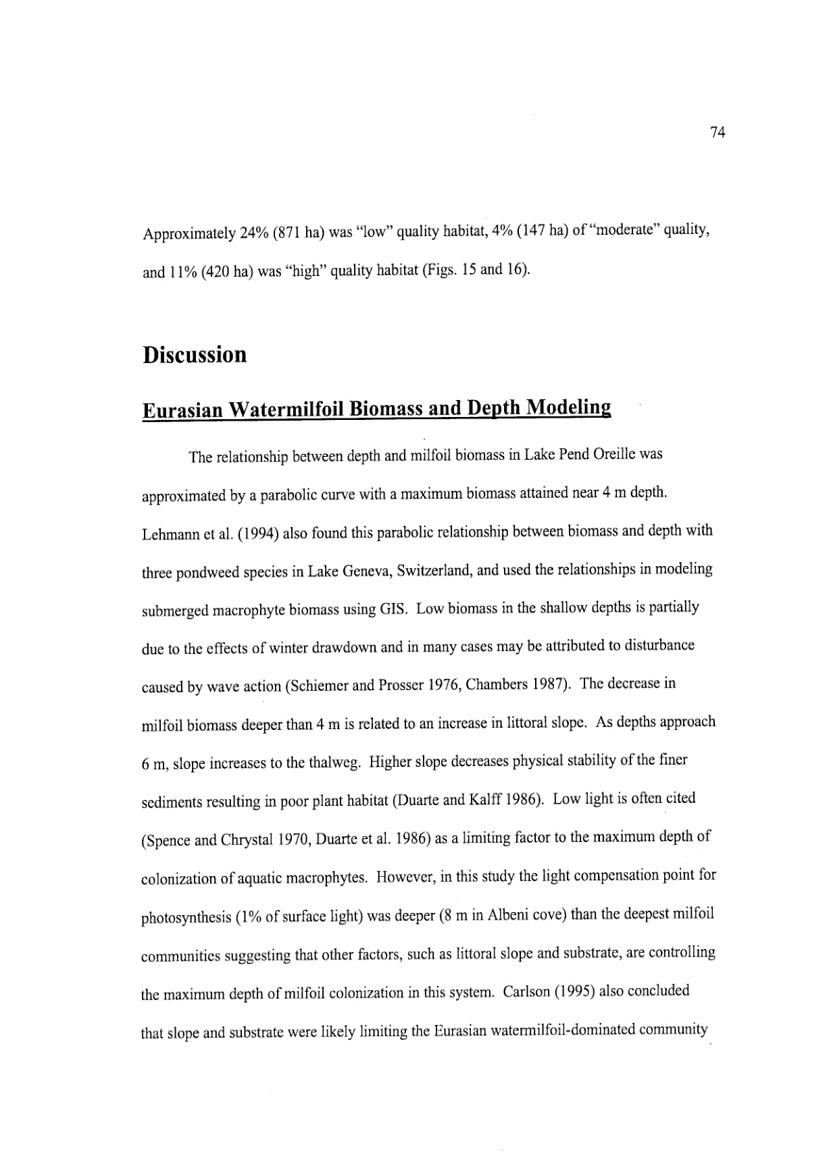 74
Approximately 24% (871 ha) was “low” quality habitat, 4% (147 ha) of “moderate” quality,
and 11% (420 ha) was “high” quality habitat (Figs. 15 and 16).
Discussion
Eurasian Watermilfoil Biomass and Depth Modeling
The relationship between depth and milfoil biomass in Lake Pend Oreille was
approximated by a parabolic curve with a maximum biomass attained near 4 m depth.
Lehmann et al. (1994) also found this parabolic relationship between biomass and depth with
three pondweed species in Lake Geneva, Switzerland, and used the relationships in modeling
submerged macrophyte biomass using GIS.  Low biomass in the shallow depths is partially
due to the effects of winter drawdown and in many cases may be attributed to disturbance
caused by wave action (Schiemer and Prosser 1976, Chambers 1987).  The decrease in
milfoil biomass deeper than 4 m is related to an increase in littoral slope.  As depths approach
6 m, slope increases to the thalweg.  Higher slope decreases physical stability of the finer
sediments resulting in poor plant habitat (Duarte and Kalff 1986).  Low light is often cited
(Spence and Chrystal 1970, Duarte et al. 1986) as a limiting factor to the maximum depth of
colonization of aquatic macrophytes.  However, in this study the light compensation point for
photosynthesis (1% of surface light) was deeper (8 m in Albeni cove) than the deepest milfoil
communities suggesting that other factors, such as littoral slope and substrate, are controlling
the maximum depth of milfoil colonization in this system.  Carlson (1995) also concluded
that slope and substrate were likely limiting the Eurasian watermilfoil-dominated community